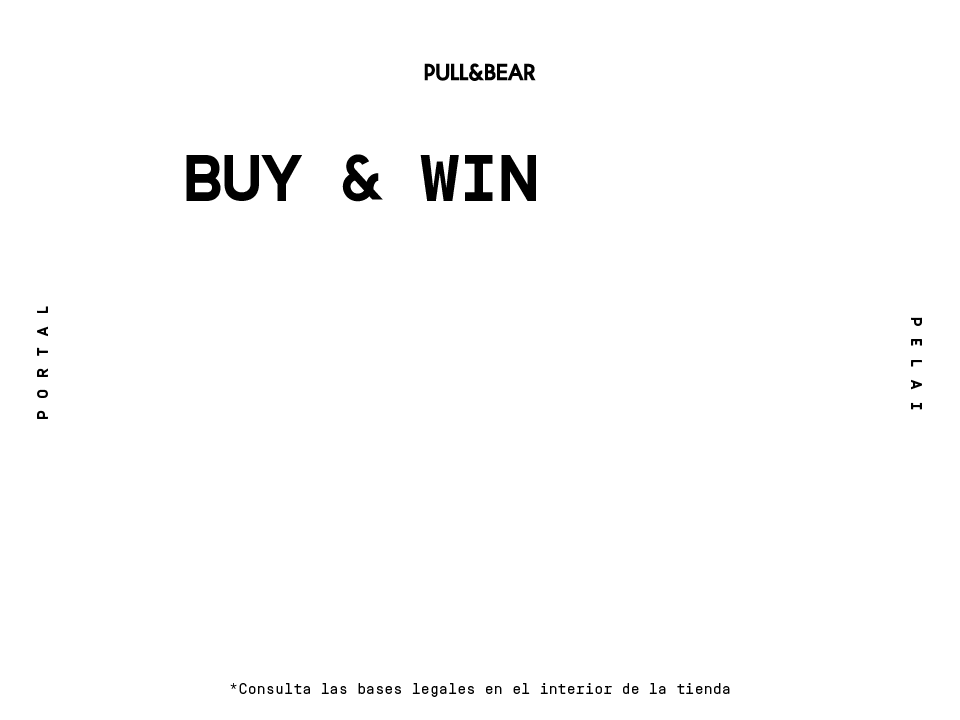 PULL&BEAR
BUY & WIN
PORTAL
PELAI
*Consulta las bases legales en el interior de la tienda